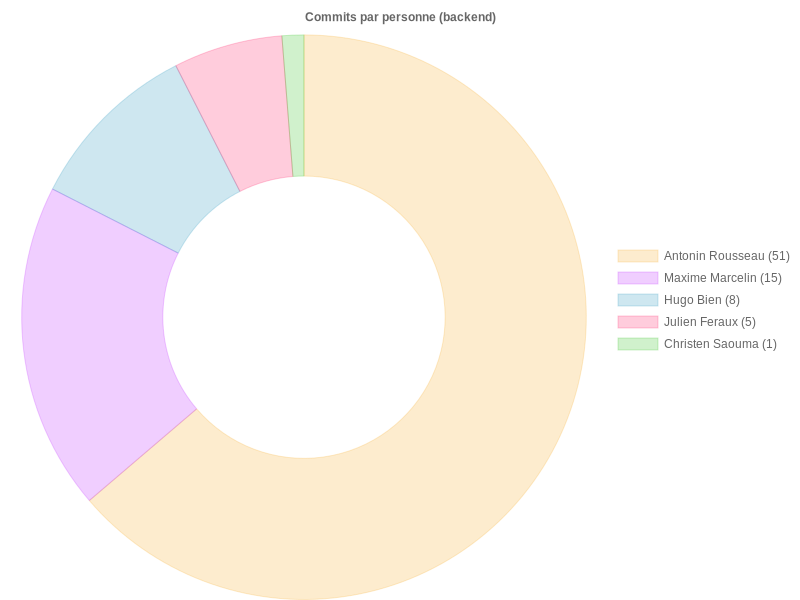 Commits par personne (backend)
Antonin Rousseau (51)
Maxime Marcelin (15)
Hugo Bien (8)
Julien Feraux (5)
Christen Saouma (1)